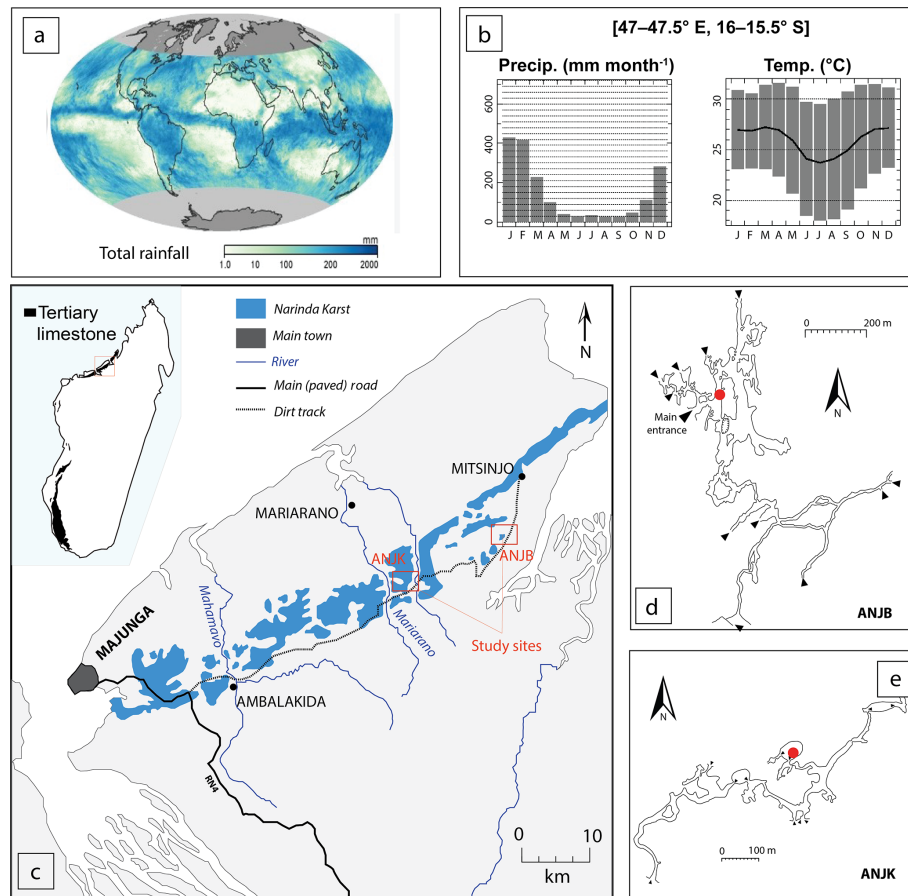 a
Total rainfall
mm
1.0 10 100 200 2000
b
[47–47.5° E, 16–15.5° S]
Precip. (mm month⁻¹)
600
400
200
0
J F M A M J J A S O N D
Temp. (°C)
30
25
20
J F M A M J J A S O N D
Tertiary
limestone
Narinda Karst
Main town
River
Main (paved) road
Dirt track
N
MITSINJO
MARIARANO
ANJK
ANJB
Mahamavo
Mariarano
Study sites
MAJUNGA
AMBALAKIDA
RN4
0 10
km
c
0 200 m
Main
entrance
N
d
ANJB
e
N
0 100 m
ANJK